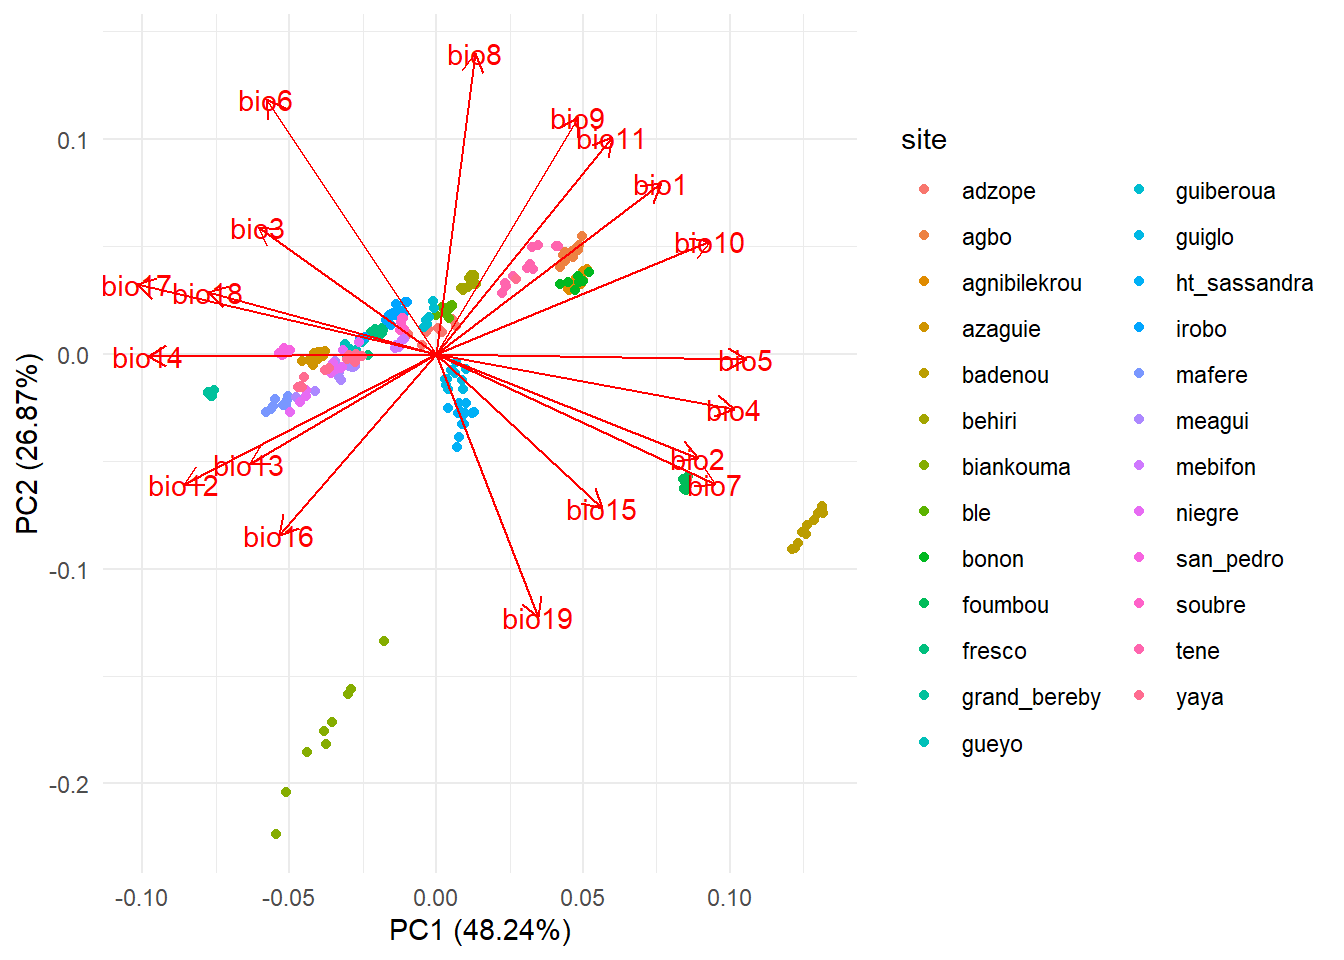 site
adzope
agbo
agnibilekrou
azaguie
badenou
behiri
biankouma
ble
bonon
foumbou
fresco
grand_bereby
gueyo
guiberoua
guiglo
ht_sassandra
irobo
mafere
meagui
mebifon
niegre
san_pedro
soubre
tene
yaya
bio8
bio6
bio9
bio11
bio1
bio3
bio10
bio17
bio18
bio14
bio5
bio4
bio2
bio13
bio12
bio7
bio15
bio16
bio19
0.1
0.0
-0.1
-0.2
PC2 (26.87%)
-0.10
-0.05
0.00
0.05
0.10
PC1 (48.24%)